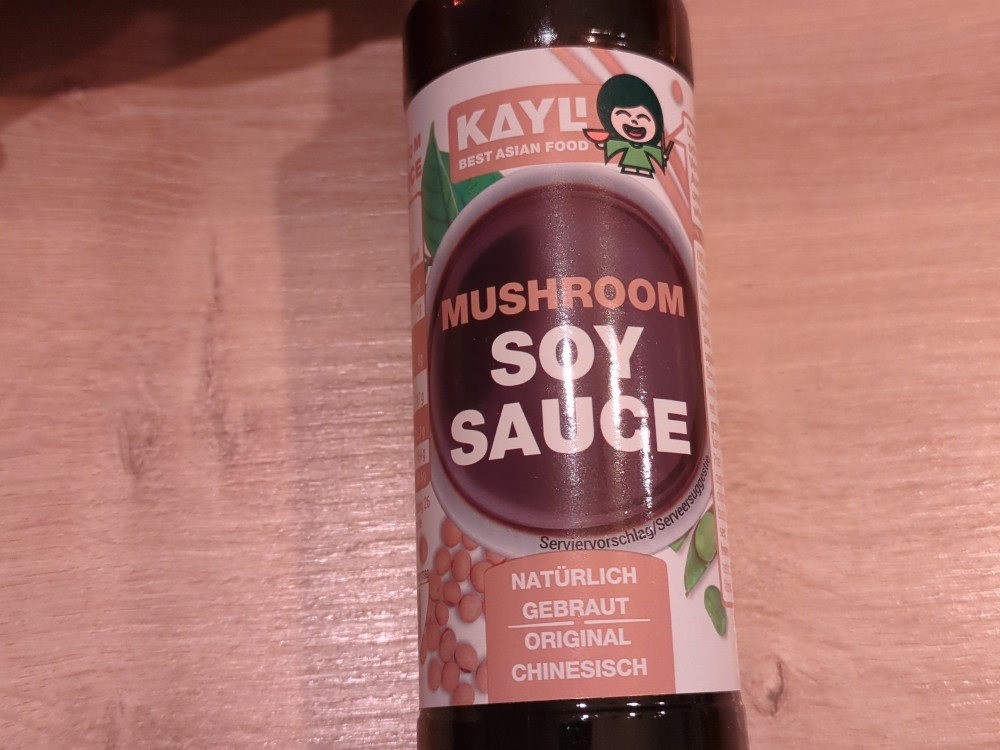 KAYLI
BEST ASIAN FOOD
MUSHROOM
SOY
SAUCE
Serviervorschlag/Serveersuggestie
NATÜRLICH
GEBRAUT
ORIGINAL
CHINESISCH